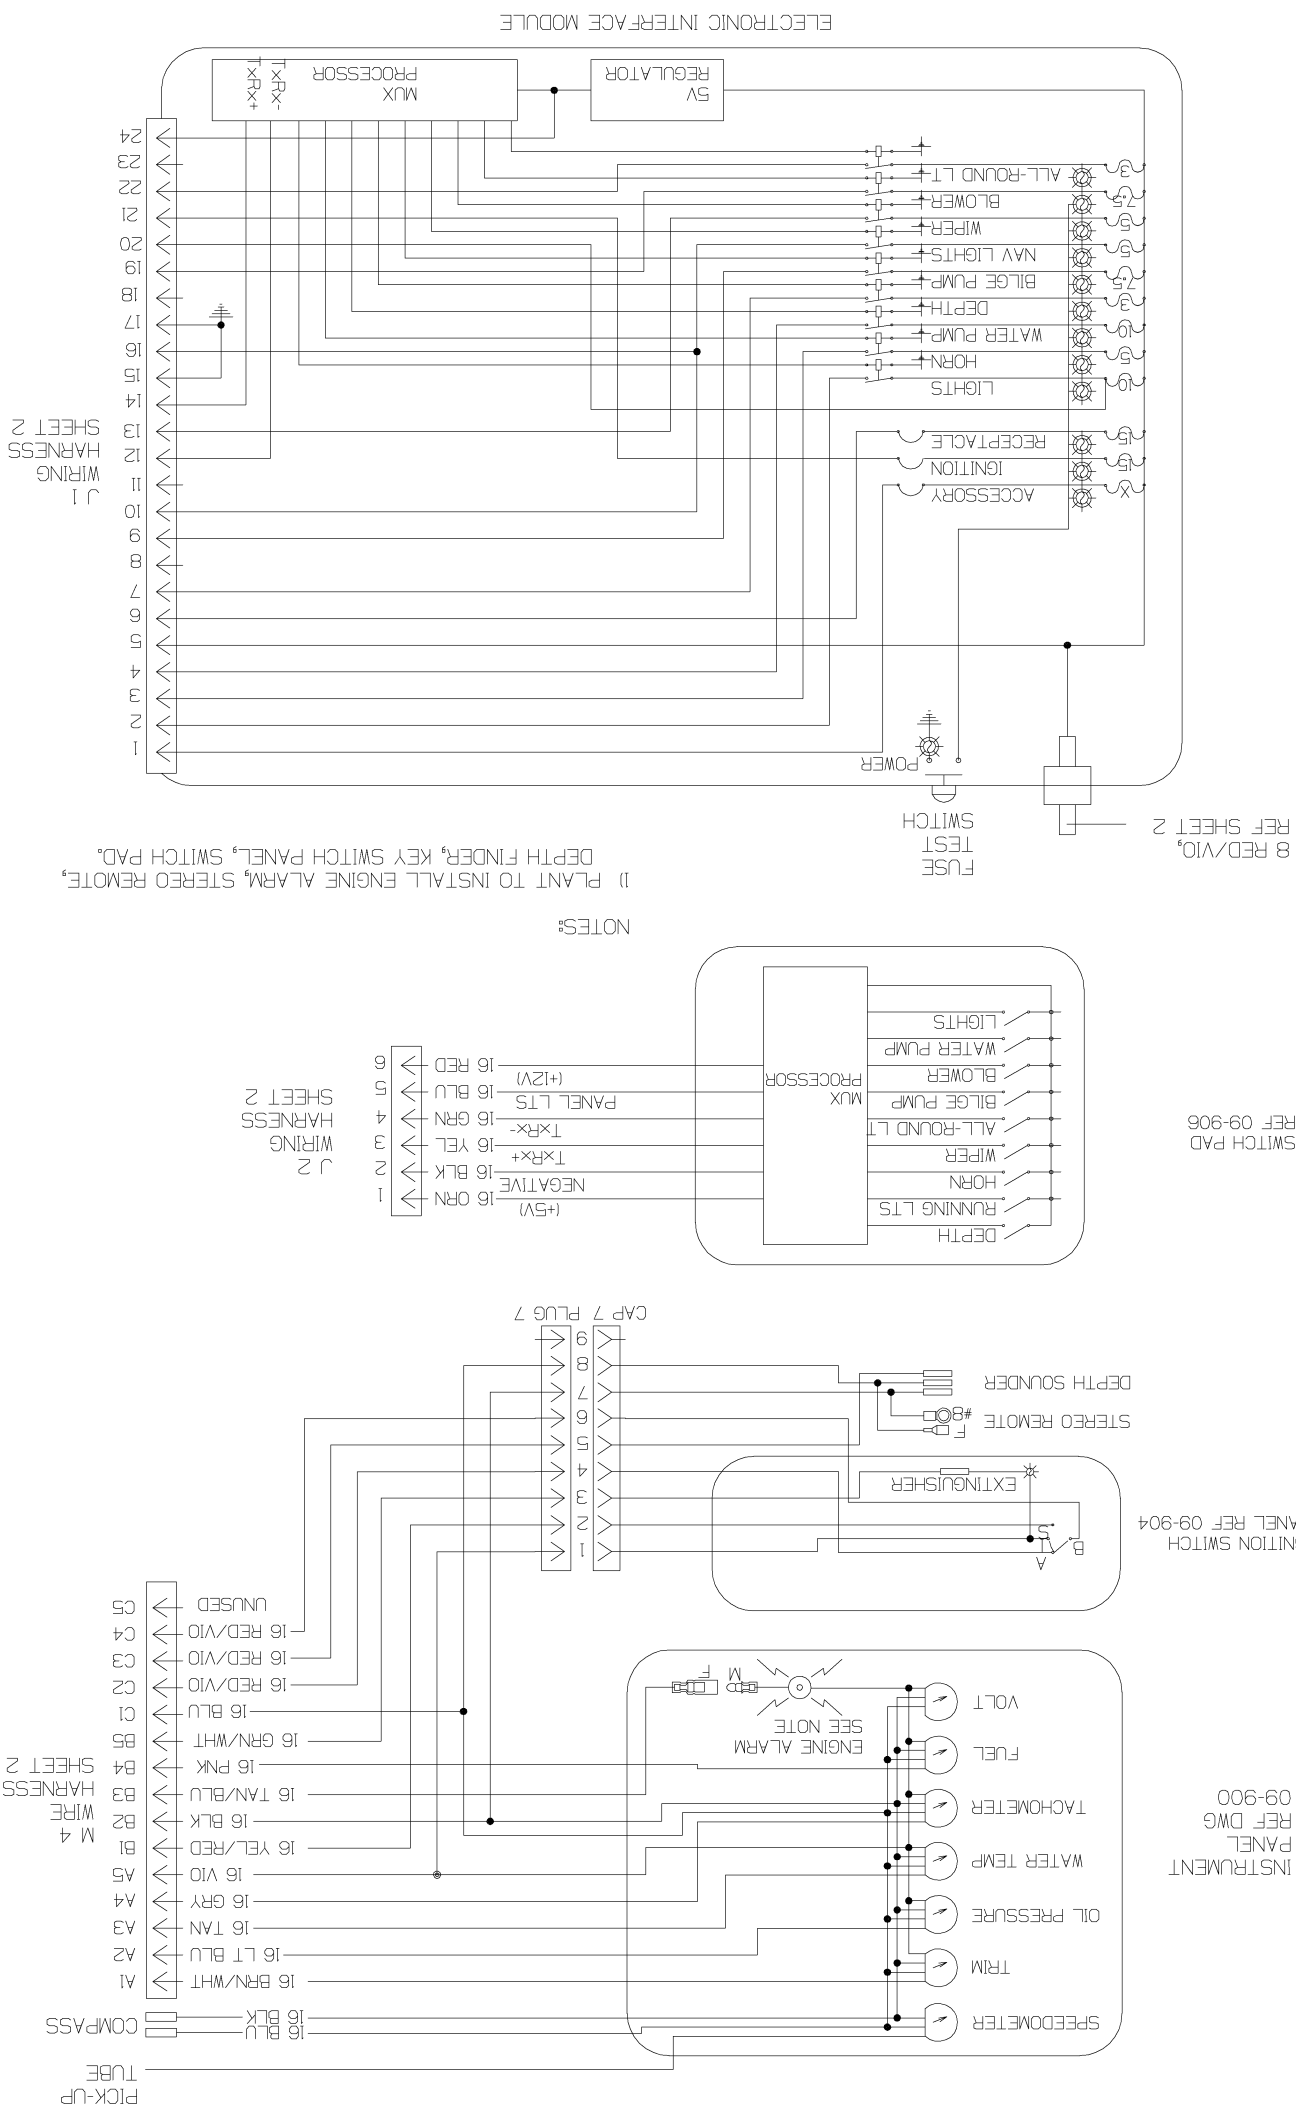 PICK-UP
TUBE
SPEEDOMETER
16 BLU
16 BLK
COMPASS
INSTRUMENT
PANEL
REF DWG
09-900
TRIM
OIL PRESSURE
WATER TEMP
TACHOMETER
FUEL
VOLT
ENGINE ALARM
SEE NOTE
M
F
16 BRN/WHT A1
16 LT BLU A2
16 TAN A3
16 GRY A4
16 VIO A5
16 YEL/RED B1
16 BLK B2
16 TAN/BLU B3
16 PNK B4
16 GRN/WHT B5
16 BLU C1
16 RED/VIO C2
16 RED/VIO C3
16 RED/VIO C4
UNUSED C5
M 4
WIRE
HARNESS
SHEET 2
NITION SWITCH
ANEL REF 09-904
B
A
I
S
EXTINGUISHER
STEREO REMOTE
F
#8
DEPTH SOUNDER
1
2
3
4
5
6
7
8
9
CAP 7 PLUG 7
SWITCH PAD
REF 09-906
DEPTH
RUNNING LTS
HORN
WIPER
ALL-ROUND LT
BILGE PUMP
BLOWER
WATER PUMP
LIGHTS
MUX
PROCESSOR
(+5V) 16 ORN 1
NEGATIVE 16 BLK 2
TxRx+ 16 YEL 3
TxRx- 16 GRN 4
PANEL LTS 16 BLU 5
(+12V) 16 RED 6
J 2
WIRING
HARNESS
SHEET 2
NOTES:
1) PLANT TO INSTALL ENGINE ALARM, STEREO REMOTE,
DEPTH FINDER, KEY SWITCH PANEL, SWITCH PAD.
8 RED/VIO,
REF SHEET 2
FUSE
TEST
SWITCH
POWER
1
2
3
4
5
6
7
8
9
10
11
12
13
14
15
16
17
18
19
20
21
22
23
24
J 1
WIRING
HARNESS
SHEET 2
X ACCESSORY
15 IGNITION
15 RECEPTACLE
10 LIGHTS
5 HORN
10 WATER PUMP
3 DEPTH
7.5 BILGE PUMP
5 NAV LIGHTS
5 WIPER
7.5 BLOWER
3 ALL-ROUND LT
5V
REGULATOR
MUX
PROCESSOR
TxRx-
TxRx+
ELECTRONIC INTERFACE MODULE